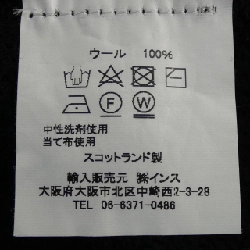 ウール 100%
F W
中性洗剤使用
当て布使用
スコットランド製
輸入販売元 ㈱インス
大阪府大阪市北区中崎西2-3-28
TEL 06-6371-0486